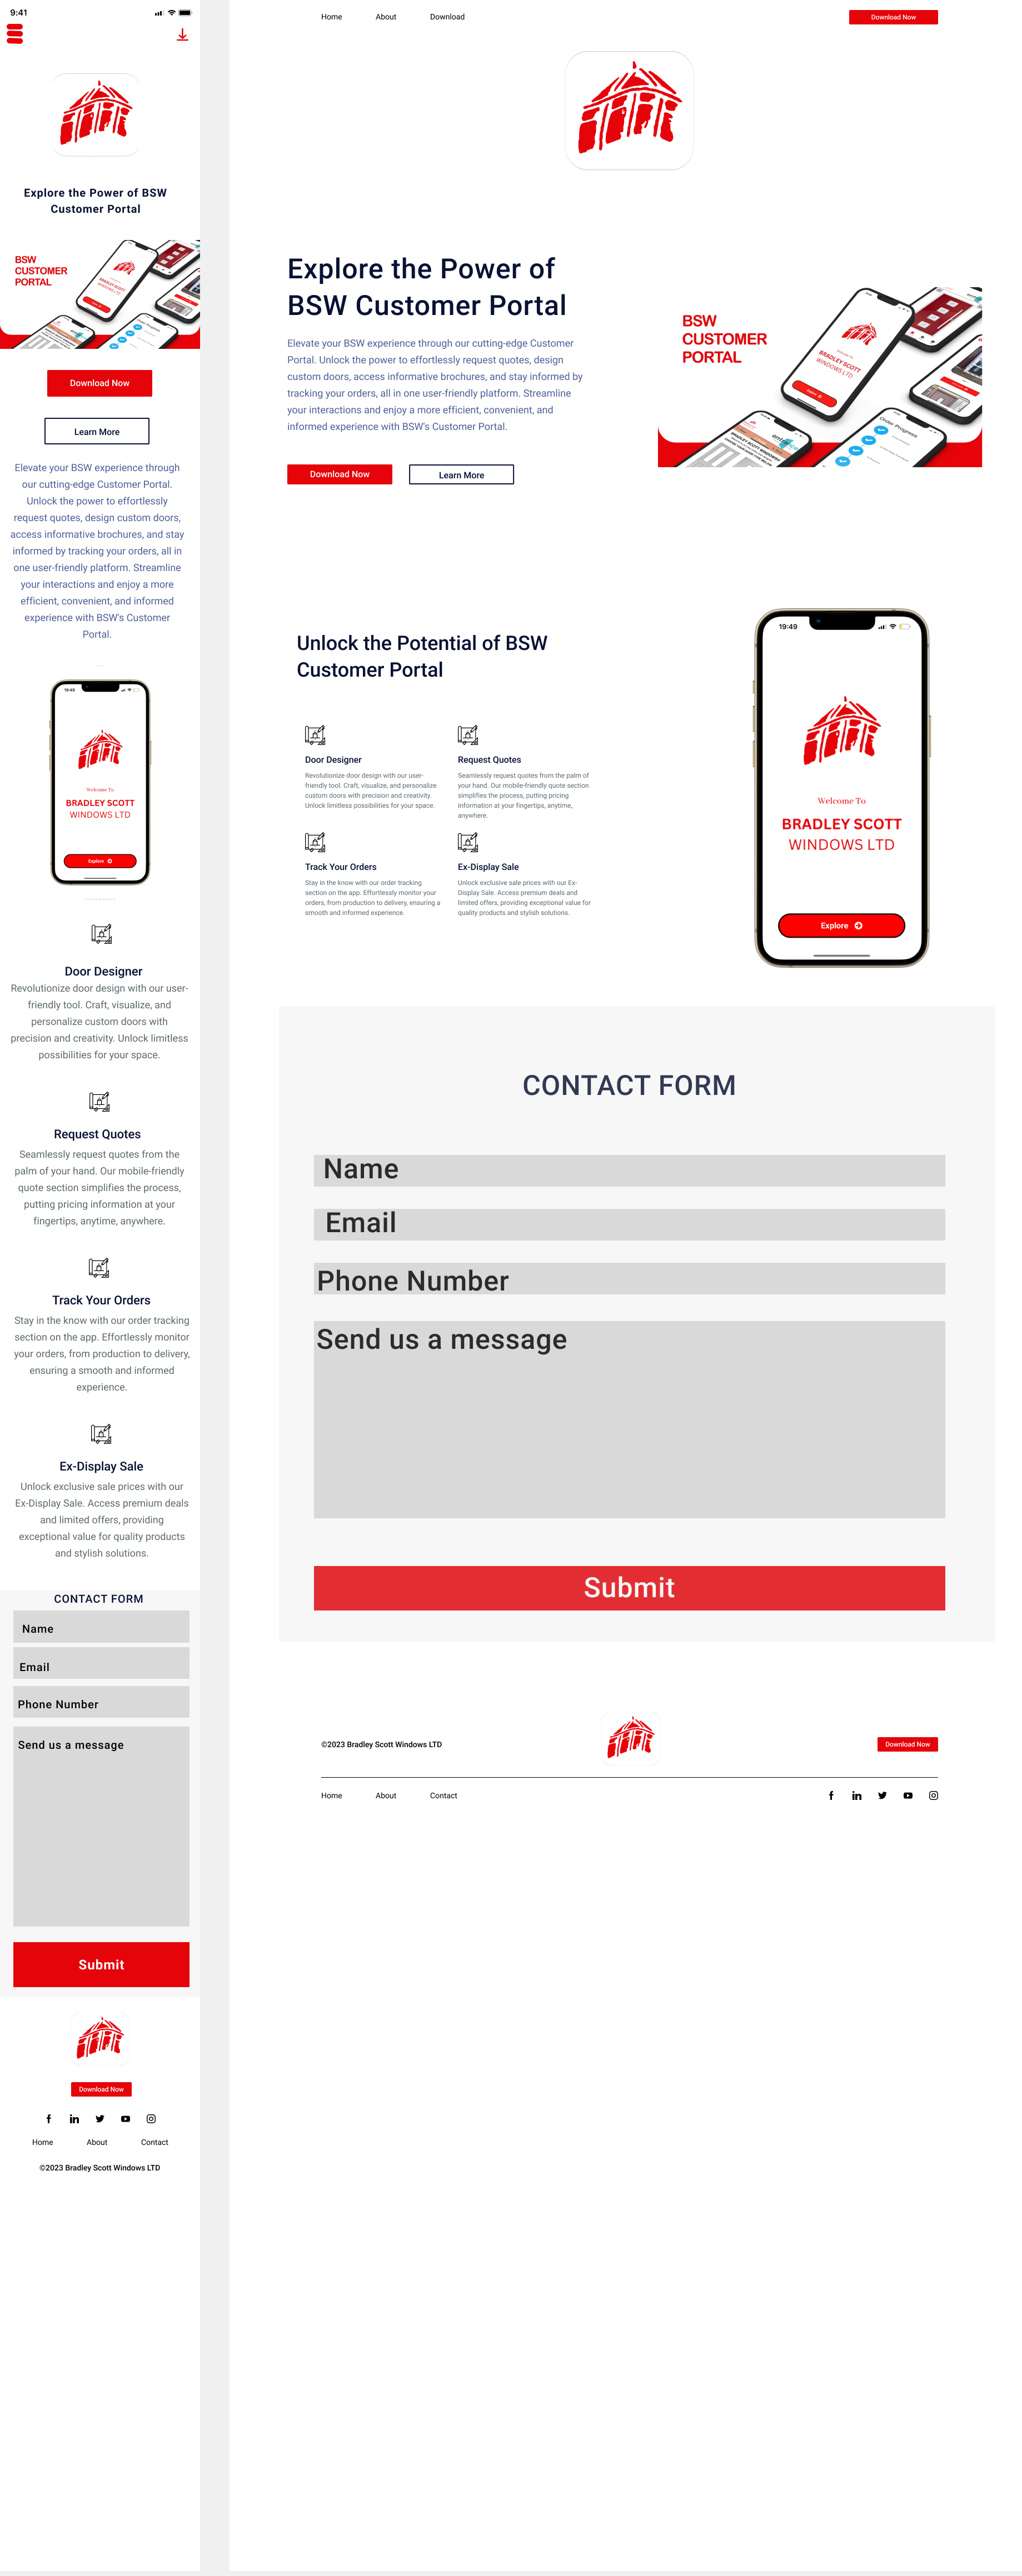 9:41
Explore the Power of BSW
Customer Portal
BSW
CUSTOMER
PORTAL
Download Now
Learn More
Elevate your BSW experience through
our cutting-edge Customer Portal.
Unlock the power to effortlessly
request quotes, design custom doors,
access informative brochures, and stay
informed by tracking your orders, all in
one user-friendly platform. Streamline
your interactions and enjoy a more
efficient, convenient, and informed
experience with BSW's Customer
Portal.
19:49
Welcome To
BRADLEY SCOTT
WINDOWS LTD
Explore
Door Designer
Revolutionize door design with our user-
friendly tool. Craft, visualize, and
personalize custom doors with
precision and creativity. Unlock limitless
possibilities for your space.
Request Quotes
Seamlessly request quotes from the
palm of your hand. Our mobile-friendly
quote section simplifies the process,
putting pricing information at your
fingertips, anytime, anywhere.
Track Your Orders
Stay in the know with our order tracking
section on the app. Effortlessly monitor
your orders, from production to delivery,
ensuring a smooth and informed
experience.
Ex-Display Sale
Unlock exclusive sale prices with our
Ex-Display Sale. Access premium deals
and limited offers, providing
exceptional value for quality products
and stylish solutions.
CONTACT FORM
Name
Email
Phone Number
Send us a message
Submit
Download Now
Home About Contact
©2023 Bradley Scott Windows LTD
Home About Download
Download Now
Explore the Power of
BSW Customer Portal
Elevate your BSW experience through our cutting-edge Customer
Portal. Unlock the power to effortlessly request quotes, design
custom doors, access informative brochures, and stay informed by
tracking your orders, all in one user-friendly platform. Streamline
your interactions and enjoy a more efficient, convenient, and
informed experience with BSW's Customer Portal.
Download Now
Learn More
BSW
CUSTOMER
PORTAL
BRADLEY SCOTT
WINDOWS LTD
Order Progress
Unlock the Potential of BSW
Customer Portal
Door Designer
Revolutionize door design with our user-
friendly tool. Craft, visualize, and personalize
custom doors with precision and creativity.
Unlock limitless possibilities for your space.
Request Quotes
Seamlessly request quotes from the palm of
your hand. Our mobile-friendly quote section
simplifies the process, putting pricing
information at your fingertips, anytime,
anywhere.
Track Your Orders
Stay in the know with our order tracking
section on the app. Effortlessly monitor your
orders, from production to delivery, ensuring a
smooth and informed experience.
Ex-Display Sale
Unlock exclusive sale prices with our Ex-
Display Sale. Access premium deals and
limited offers, providing exceptional value for
quality products and stylish solutions.
19:49
Welcome To
BRADLEY SCOTT
WINDOWS LTD
Explore
CONTACT FORM
Name
Email
Phone Number
Send us a message
Submit
©2023 Bradley Scott Windows LTD
Download Now
Home About Contact